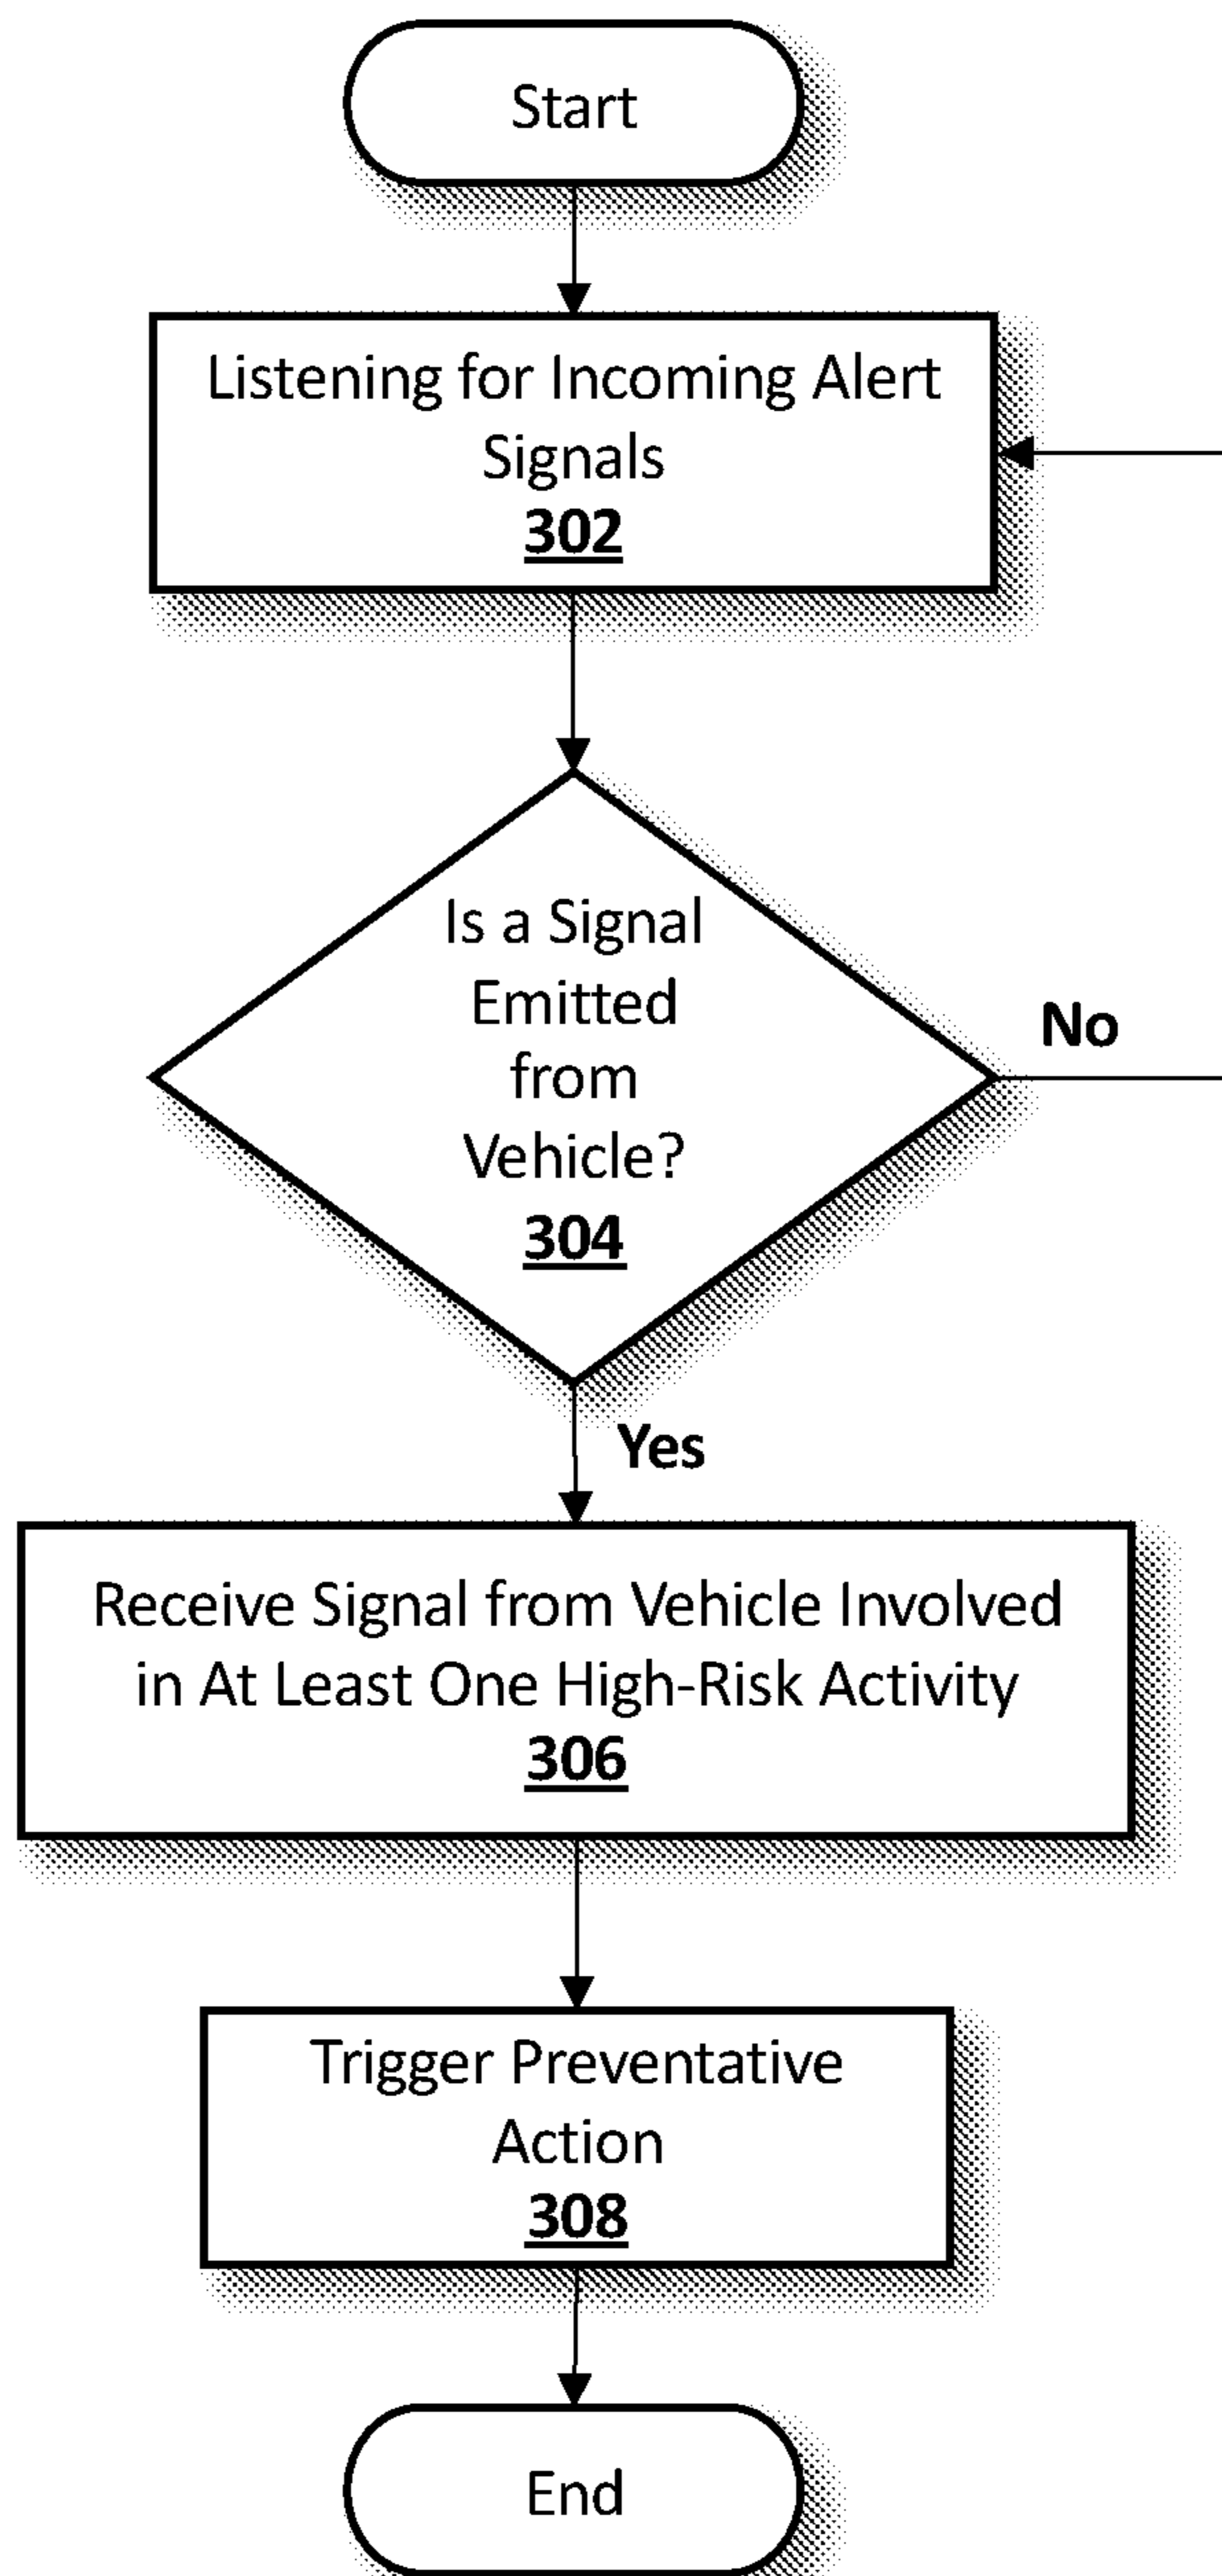 Start
Listening for Incoming Alert
Signals
302
Is a Signal
Emitted
from
Vehicle?
304
No
Yes
Receive Signal from Vehicle Involved
in At Least One High-Risk Activity
306
Trigger Preventative
Action
308
End